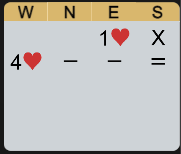 W N E S
1♥ X
4♥ – – =